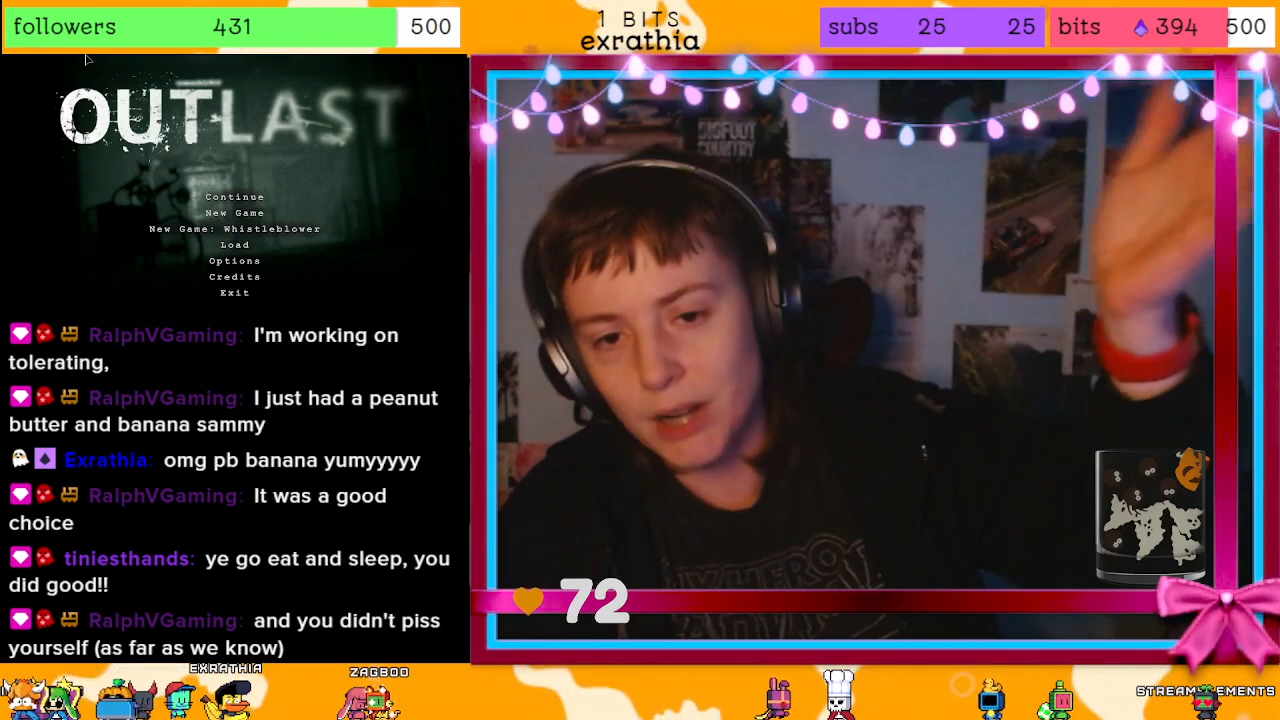 followers 431 500
1 BITS
exrathia
subs 25 25
bits 394 500
OUTLAST
Continue
New Game
New Game: Whistleblower
Load
Options
Credits
Exit
RalphVGaming: I'm working on
tolerating,
RalphVGaming: I just had a peanut
butter and banana sammy
Exrathia: omg pb banana yumyyyyy
RalphVGaming: It was a good
choice
tiniesthands: ye go eat and sleep, you
did good!!
RalphVGaming: and you didn't piss
yourself (as far as we know)
BIGFOOT
COUNTRY
72
EXRATHIA
ZAGBOO